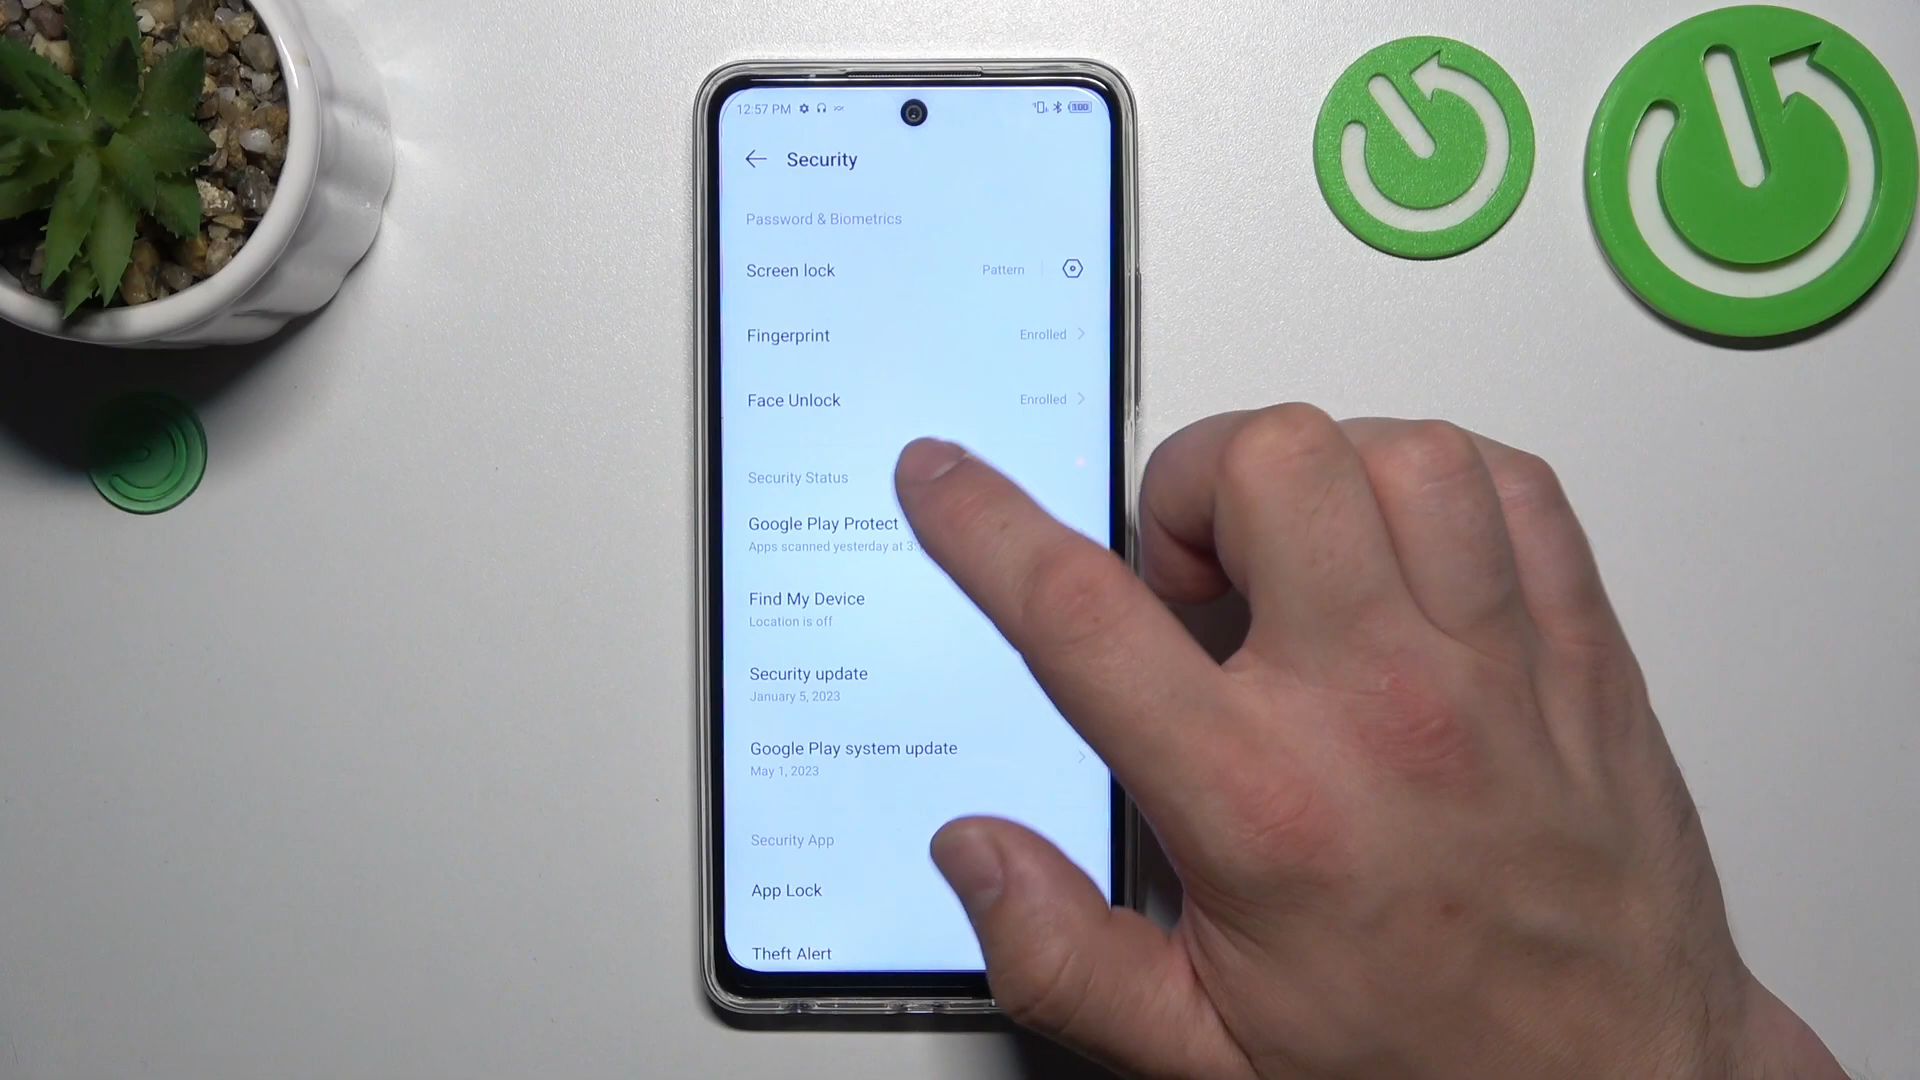 12:57 PM
100
Security
Password & Biometrics
Screen lock Pattern
Fingerprint Enrolled
Face Unlock Enrolled
Security Status
Google Play Protect
Apps scanned yesterday at
Find My Device
Location is off
Security update
January 5, 2023
Google Play system update
May 1, 2023
Security App
App Lock
Theft Alert